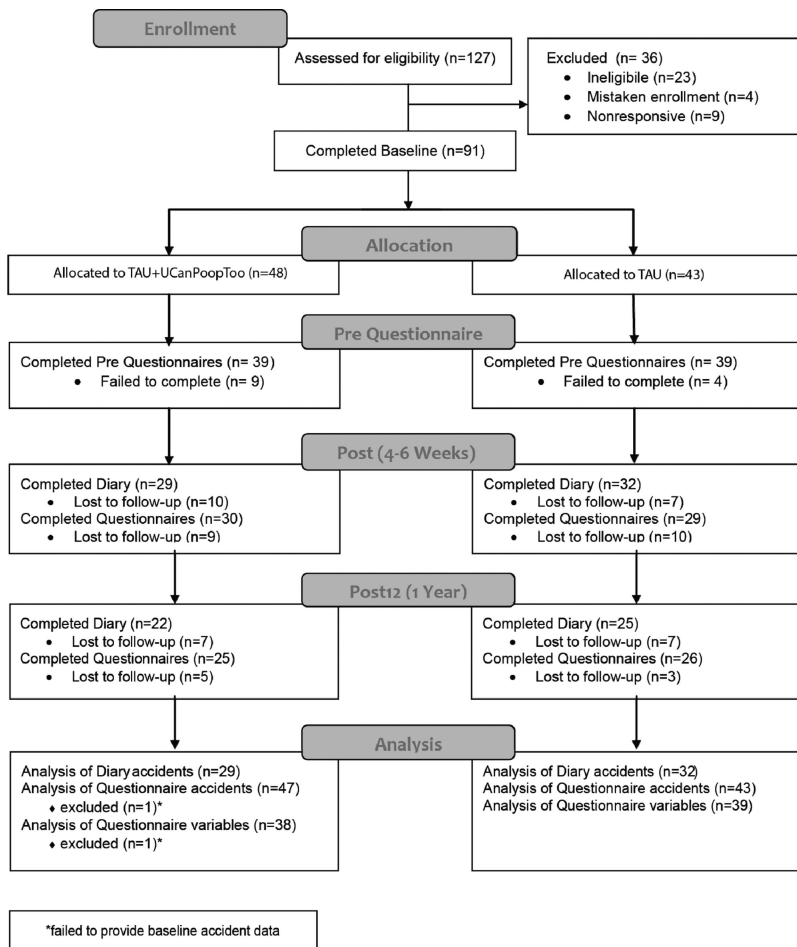 Enrollment
Assessed for eligibility (n=127)
Excluded (n= 36)
• Ineligibile (n=23)
• Mistaken enrollment (n=4)
• Nonresponsive (n=9)
Completed Baseline (n=91)
Allocation
Allocated to TAU+UCanPoopToo (n=48)
Allocated to TAU (n=43)
Pre Questionnaire
Completed Pre Questionnaires (n= 39)
• Failed to complete (n= 9)
Completed Pre Questionnaires (n= 39)
• Failed to complete (n= 4)
Post (4-6 Weeks)
Completed Diary (n=29)
• Lost to follow-up (n=10)
Completed Questionnaires (n=30)
• Lost to follow-up (n=9)
Completed Diary (n=32)
• Lost to follow-up (n=7)
Completed Questionnaires (n=29)
• Lost to follow-up (n=10)
Post12 (1 Year)
Completed Diary (n=22)
• Lost to follow-up (n=7)
Completed Questionnaires (n=25)
• Lost to follow-up (n=5)
Completed Diary (n=25)
• Lost to follow-up (n=7)
Completed Questionnaires (n=26)
• Lost to follow-up (n=3)
Analysis
Analysis of Diary accidents (n=29)
Analysis of Questionnaire accidents (n=47)
♦ excluded (n=1)*
Analysis of Questionnaire variables (n=38)
♦ excluded (n=1)*
Analysis of Diary accidents (n=32)
Analysis of Questionnaire accidents (n=43)
Analysis of Questionnaire variables (n=39)
*failed to provide baseline accident data